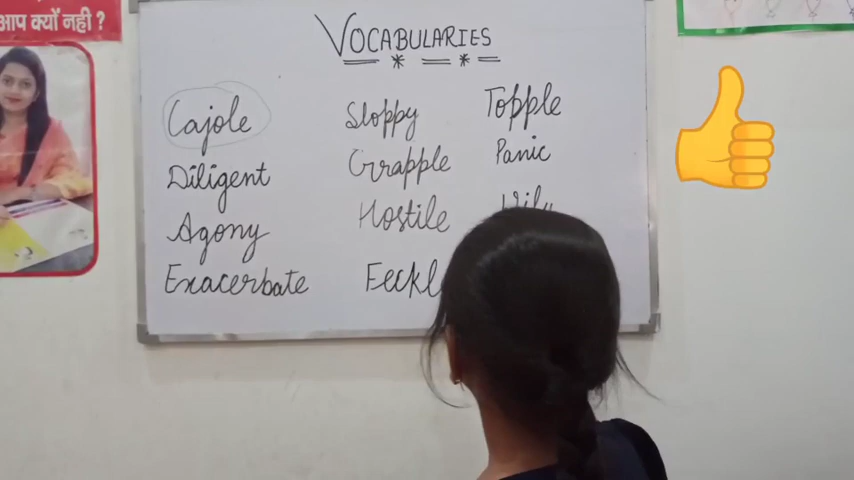 आप क्यों नही ?
VOCABULARIES
Cajole Sloppy Topple
Diligent Grapple Panic
Agony Hostile
Exacerbate